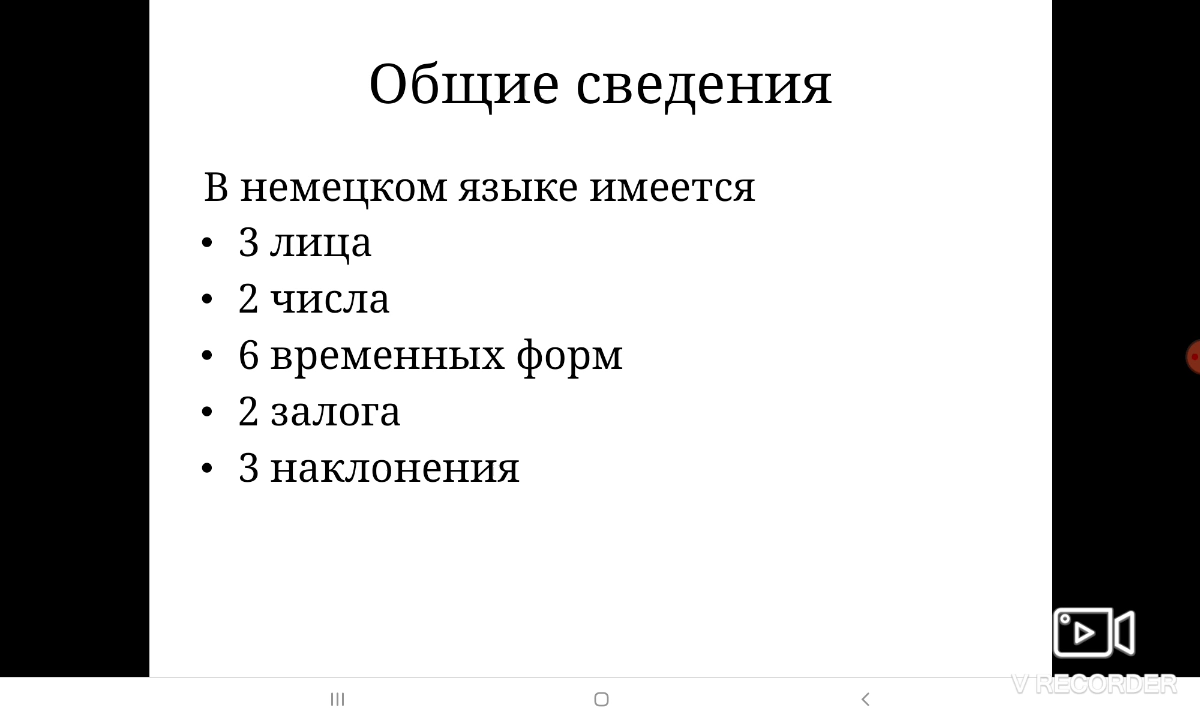 Общие сведения
В немецком языке имеется
• 3 лица
• 2 числа
• 6 временных форм
• 2 залога
• 3 наклонения
V RECORDER